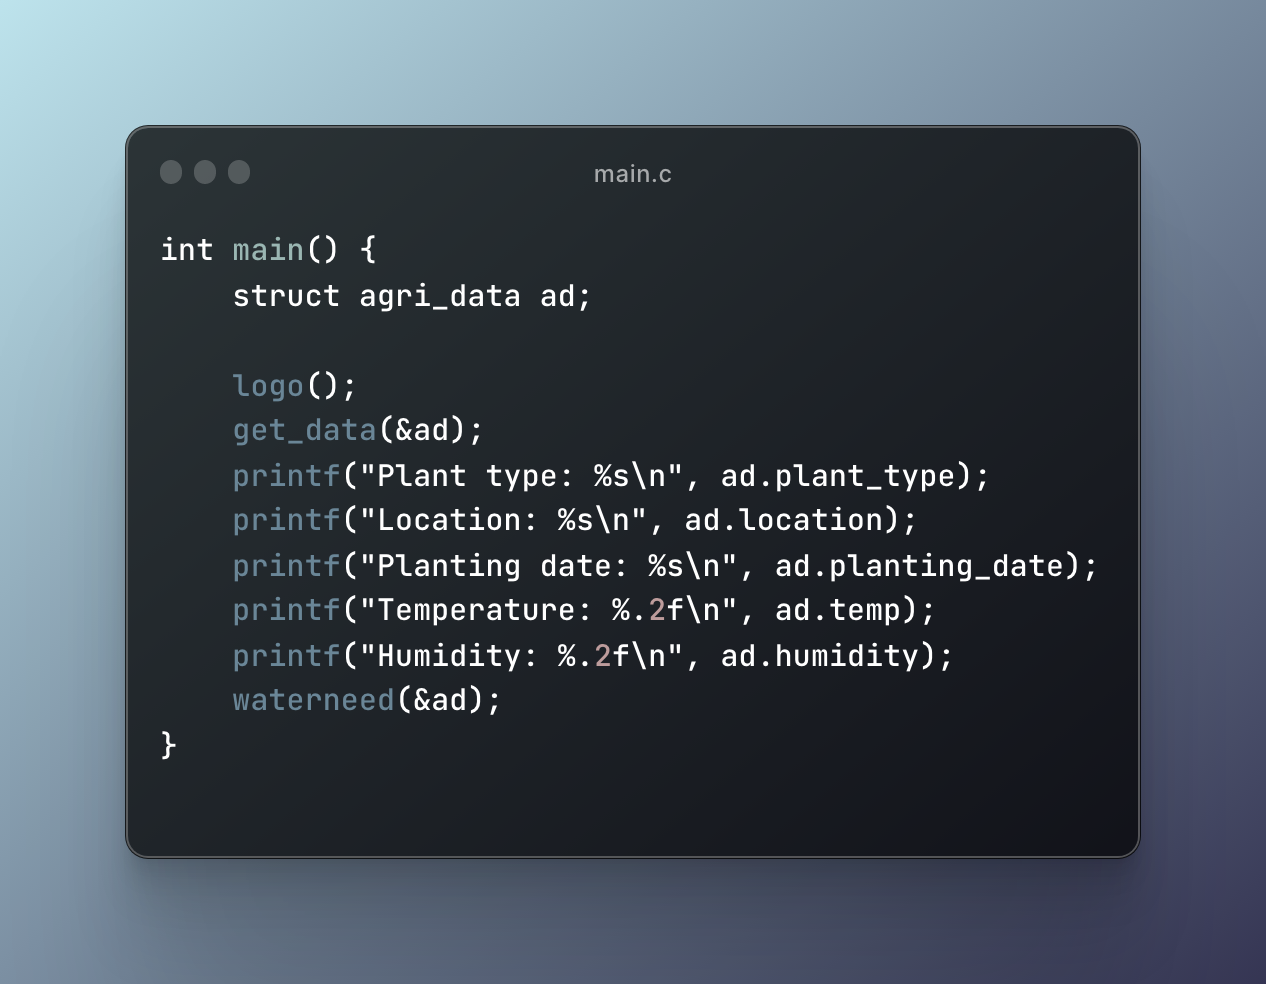 main.c
int main() {
    struct agri_data ad;

    logo();
    get_data(&ad);
    printf("Plant type: %s\n", ad.plant_type);
    printf("Location: %s\n", ad.location);
    printf("Planting date: %s\n", ad.planting_date);
    printf("Temperature: %.2f\n", ad.temp);
    printf("Humidity: %.2f\n", ad.humidity);
    waterneed(&ad);
}